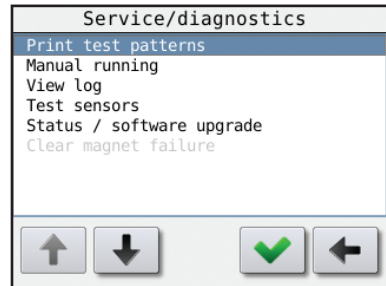 Service/diagnostics
Print test patterns
Manual running
View log
Test sensors
Status / software upgrade
Clear magnet failure